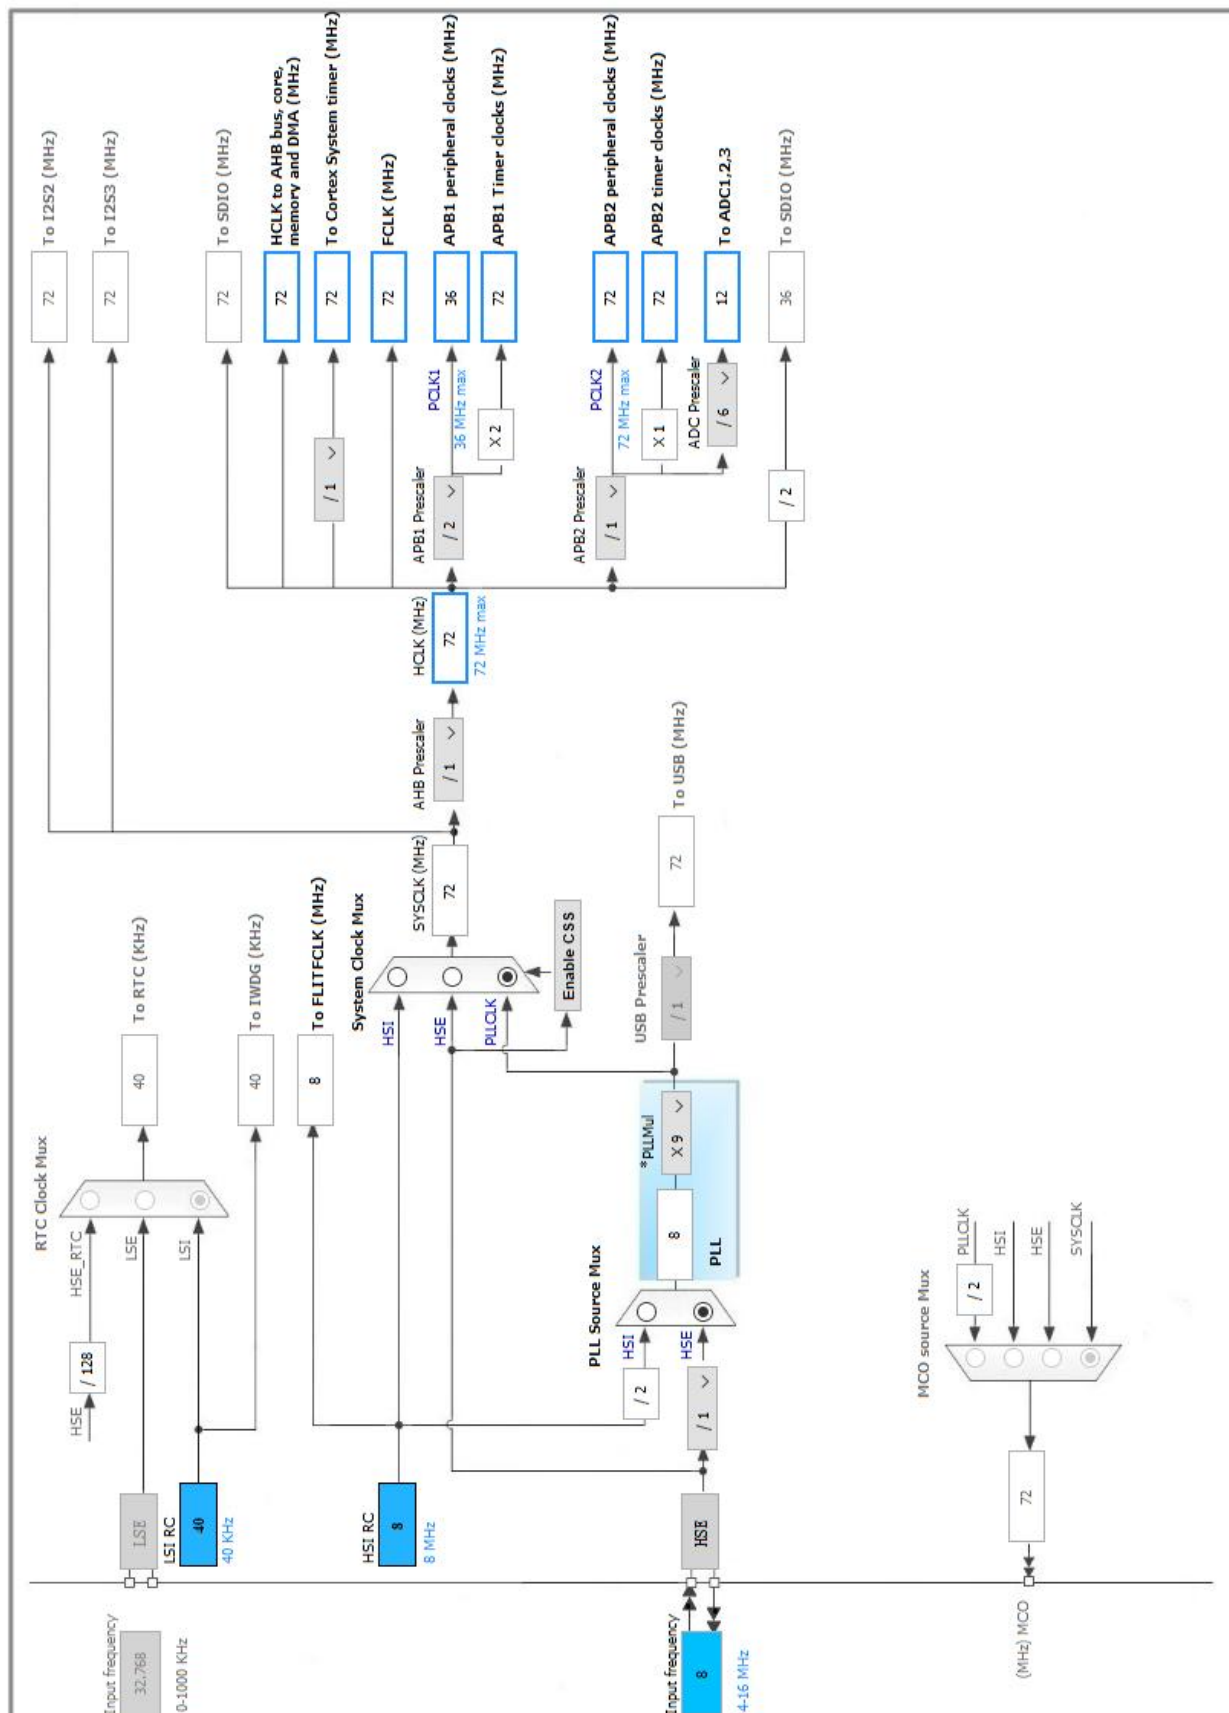 Input frequency
32.768
0-1000 KHz
LSE
LSI RC
40
40 KHz
HSE
/ 128
HSE_RTC
LSE
LSI
RTC Clock Mux
40
To RTC (KHz)
40
To IWDG (KHz)
HSI RC
8
8 MHz
8
To FLITFCLK (MHz)
System Clock Mux
HSI
HSE
PLLCLK
Enable CSS
SYSCLK (MHz)
72
AHB Prescaler
/ 1
HCLK (MHz)
72
72 MHz max
72
To I2S2 (MHz)
72
To I2S3 (MHz)
72
To SDIO (MHz)
72
HCLK to AHB bus, core,
memory and DMA (MHz)
/ 1
72
To Cortex System timer (MHz)
72
FCLK (MHz)
APB1 Prescaler
/ 2
PCLK1
36 MHz max
36
APB1 peripheral clocks (MHz)
X 2
72
APB1 Timer clocks (MHz)
APB2 Prescaler
/ 1
PCLK2
72 MHz max
72
APB2 peripheral clocks (MHz)
X 1
72
APB2 timer clocks (MHz)
ADC Prescaler
/ 6
12
To ADC1,2,3
/ 2
36
To SDIO (MHz)
Input frequency
8
4-16 MHz
HSE
/ 1
PLL Source Mux
HSI
/ 2
HSE
8
*PLLMul
X 9
PLL
USB Prescaler
/ 1
72
To USB (MHz)
MCO source Mux
PLLCLK
/ 2
HSI
HSE
SYSCLK
72
(MHz) MCO